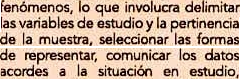 fenómenos, lo que involucra delimitar
las variables de estudio y la pertinencia
de la muestra, seleccionar las formas
de representar, comunicar los datos
acordes a la situación en estudio;